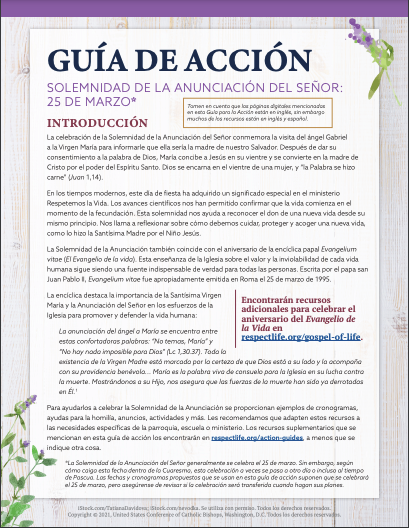 GUÍA DE ACCIÓN
SOLEMNIDAD DE LA ANUNCIACIÓN DEL SEÑOR:
25 DE MARZO*
Tomen en cuenta que las páginas digitales mencionadas
en esta Guía para la Acción están en inglés, sin embargo
muchos de los recursos están en inglés y español.
INTRODUCCIÓN
La celebración de la Solemnidad de la Anunciación del Señor conmemora la visita del ángel Gabriel
a la Virgen María para informarle que ella sería la madre de nuestro Salvador. Después de dar su
consentimiento a la palabra de Dios, María concibe a Jesús en su vientre y se convierte en la madre de
Cristo por el poder del Espíritu Santo. Dios se encarna en el vientre de una mujer, y "la Palabra se hizo
carne" (Juan 1,14).
En los tiempos modernos, este día de fiesta ha adquirido un significado especial en el ministerio
Respetemos la Vida. Los avances científicos nos han permitido confirmar que la vida comienza en el
momento de la fecundación. Esta solemnidad nos ayuda a reconocer el don de una nueva vida desde su
mismo principio. Nos llama a reflexionar sobre cómo debemos cuidar, proteger y acoger una nueva vida,
como lo hizo la Santísima Madre por el Niño Jesús.
La Solemnidad de la Anunciación también coincide con el aniversario de la encíclica papal Evangelium
vitae (El Evangelio de la vida). Esta enseñanza de la Iglesia sobre el valor y la inviolabilidad de cada vida
humana sigue siendo una fuente indispensable de verdad para todas las personas. Escrita por el papa san
Juan Pablo II, Evangelium vitae fue apropiadamente emitida en Roma el 25 de marzo de 1995.
La encíclica destaca la importancia de la Santísima Virgen
María y la Anunciación del Señor en los esfuerzos de la
Iglesia para promover y defender la vida humana:
Encontrarán recursos
adicionales para celebrar el
aniversario del Evangelio de
la Vida en
respectlife.org/gospel-of-life.
La anunciación del ángel a María se encuentra entre
estas confortadoras palabras: "No temas, María" y
"No hay nada imposible para Dios" (Lc 1,30.37). Toda la
existencia de la Virgen Madre está marcada por la certeza de que Dios está a su lado y la acompaña
con su providencia benévola... María es la palabra viva de consuelo para la Iglesia en su lucha contra
la muerte. Mostrándonos a su Hijo, nos asegura que las fuerzas de la muerte han sido ya derrotadas
en Él.¹
Para ayudarlos a celebrar la Solemnidad de la Anunciación se proporcionan ejemplos de cronogramas,
ayudas para la homilía, anuncios, actividades y más. Les recomendamos que adapten estos recursos a
las necesidades específicas de la parroquia, escuela o ministerio. Los recursos suplementarios que se
mencionan en esta guía de acción los encontrarán en respectlife.org/action-guides, a menos que se
indique otra cosa.
*La Solemnidad de la Anunciación del Señor generalmente se celebra el 25 de marzo. Sin embargo, según
cómo caiga esta fecha dentro de la Cuaresma, esta celebración a veces se pasa a otro día o incluso al tiempo
de Pascua. Las fechas y cronogramas propuestos que se usan en esta guía de acción suponen que se celebrará
el 25 de marzo, pero asegúrense de revisar si la celebración será transferida cuando hagan sus planes.
iStock.com/TatianaDavidova; iStock.com/nevodka. Se utiliza con permiso. Todos los derechos reservados.
Copyright © 2021, United States Conference of Catholic Bishops, Washington, D.C. Todos los derechos reservados.